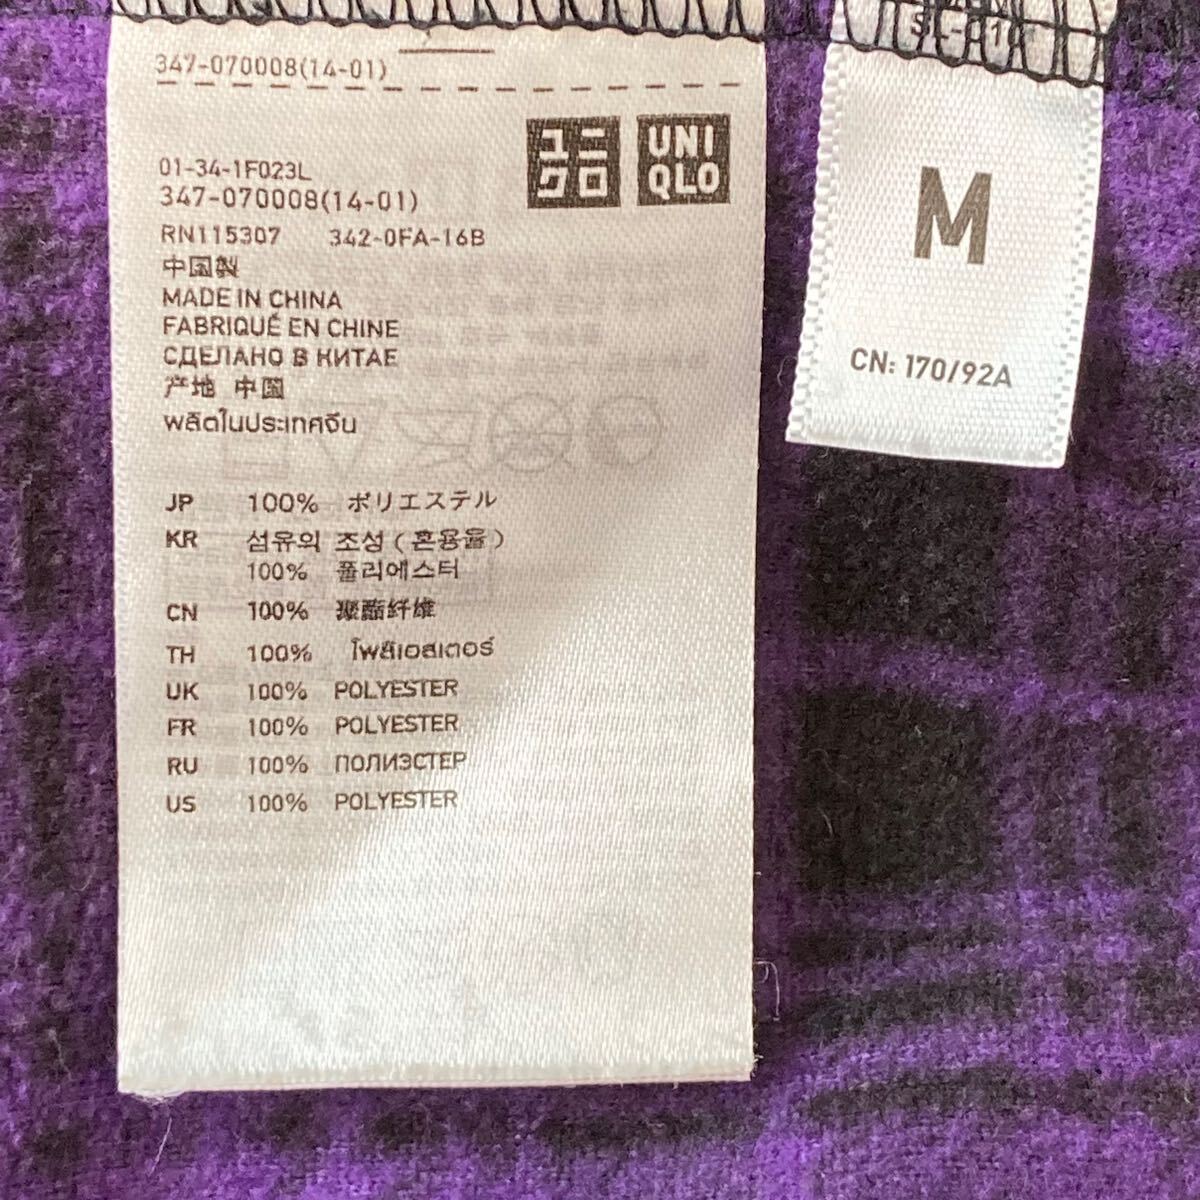 347-070008(14-01)
ユニ
クロ
UNI
QLO
01-34-1F023L
347-070008(14-01)
RN115307 342-0FA-16B
中国製
MADE IN CHINA
FABRIQUÉ EN CHINE
СДЕЛАНО В КИТАЕ
产地 中国
ผลิตในประเทศจีน
JP 100% ポリエステル
KR 섬유의 조성 (혼용율)
100% 폴리에스터
CN 100% 聚酯纤维
TH 100% โพลีเอสเตอร์
UK 100% POLYESTER
FR 100% POLYESTER
RU 100% ПОЛИЭСТЕР
US 100% POLYESTER
M
CN: 170/92A